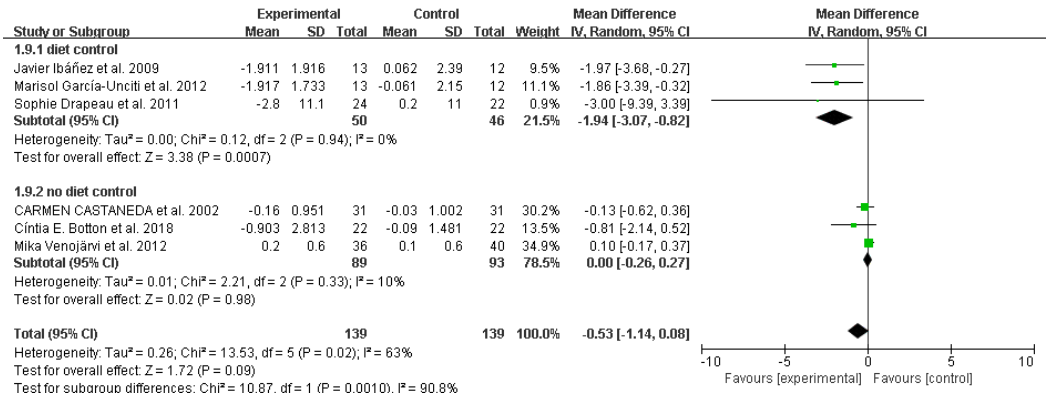 Experimental Control Mean Difference Mean Difference
Study or Subgroup Mean SD Total Mean SD Total Weight IV, Random, 95% CI IV, Random, 95% CI
1.9.1 diet control
Javier Ibáñez et al. 2009 -1.911 1.916 13 0.062 2.39 12 9.5% -1.97 [-3.68, -0.27]
Marisol García-Unciti et al. 2012 -1.917 1.733 13 -0.061 2.15 12 11.1% -1.86 [-3.39, -0.32]
Sophie Drapeau et al. 2011 -2.8 11.1 24 0.2 11 22 0.9% -3.00 [-9.39, 3.39]
Subtotal (95% CI) 50 46 21.5% -1.94 [-3.07, -0.82]
Heterogeneity: Tau² = 0.00; Chi² = 0.12, df = 2 (P = 0.94); I² = 0%
Test for overall effect: Z = 3.38 (P = 0.0007)
1.9.2 no diet control
CARMEN CASTANEDA et al. 2002 -0.16 0.951 31 -0.03 1.002 31 30.2% -0.13 [-0.62, 0.36]
Cíntia E. Botton et al. 2018 -0.903 2.813 22 -0.09 1.481 22 13.5% -0.81 [-2.14, 0.52]
Mika Venojärvi et al. 2012 0.2 0.6 36 0.1 0.6 40 34.9% 0.10 [-0.17, 0.37]
Subtotal (95% CI) 89 93 78.5% 0.00 [-0.26, 0.27]
Heterogeneity: Tau² = 0.01; Chi² = 2.21, df = 2 (P = 0.33); I² = 10%
Test for overall effect: Z = 0.02 (P = 0.98)
Total (95% CI) 139 139 100.0% -0.53 [-1.14, 0.08]
Heterogeneity: Tau² = 0.26; Chi² = 13.53, df = 5 (P = 0.02); I² = 63%
Test for overall effect: Z = 1.72 (P = 0.09)
Test for subgroup differences: Chi² = 10.87, df = 1 (P = 0.0010), I² = 90.8%
-10 -5 0 5 10
Favours [experimental] Favours [control]